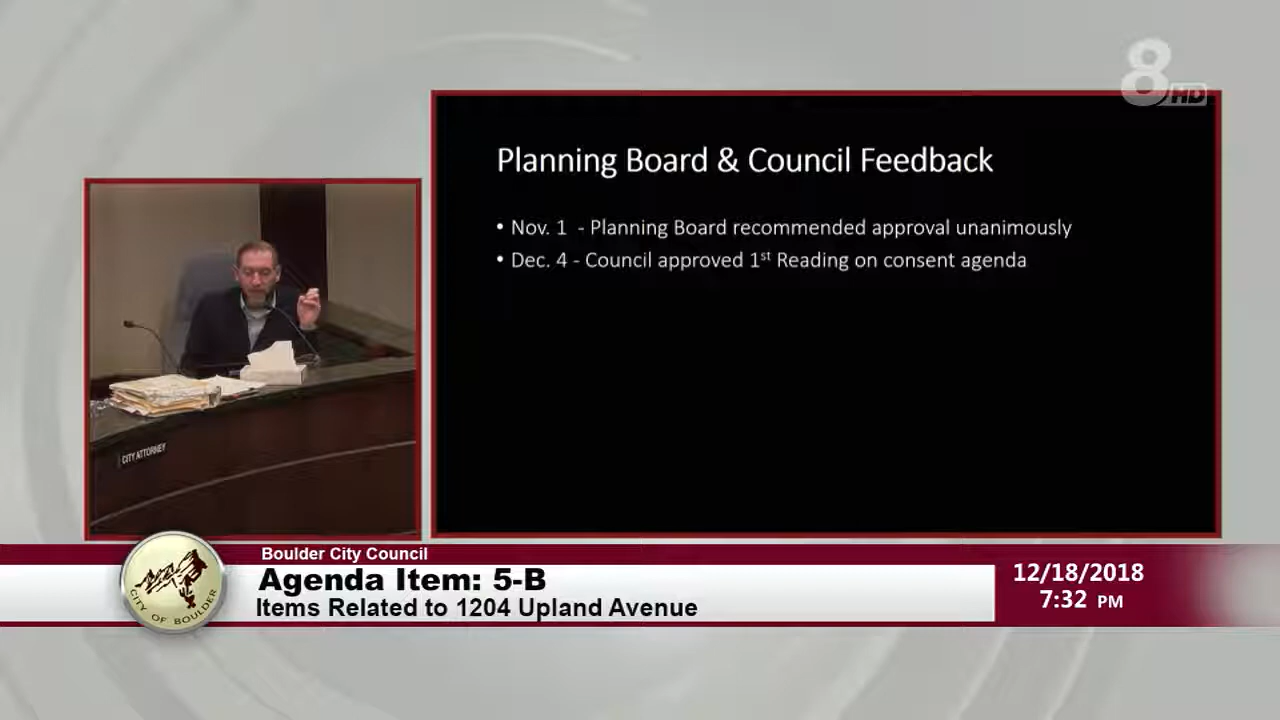 8HD
Planning Board & Council Feedback
• Nov. 1 - Planning Board recommended approval unanimously
• Dec. 4 - Council approved 1st Reading on consent agenda
CITY ATTORNEY
Boulder City Council
Agenda Item: 5-B
Items Related to 1204 Upland Avenue
12/18/2018
7:32 PM
CITY OF BOULDER